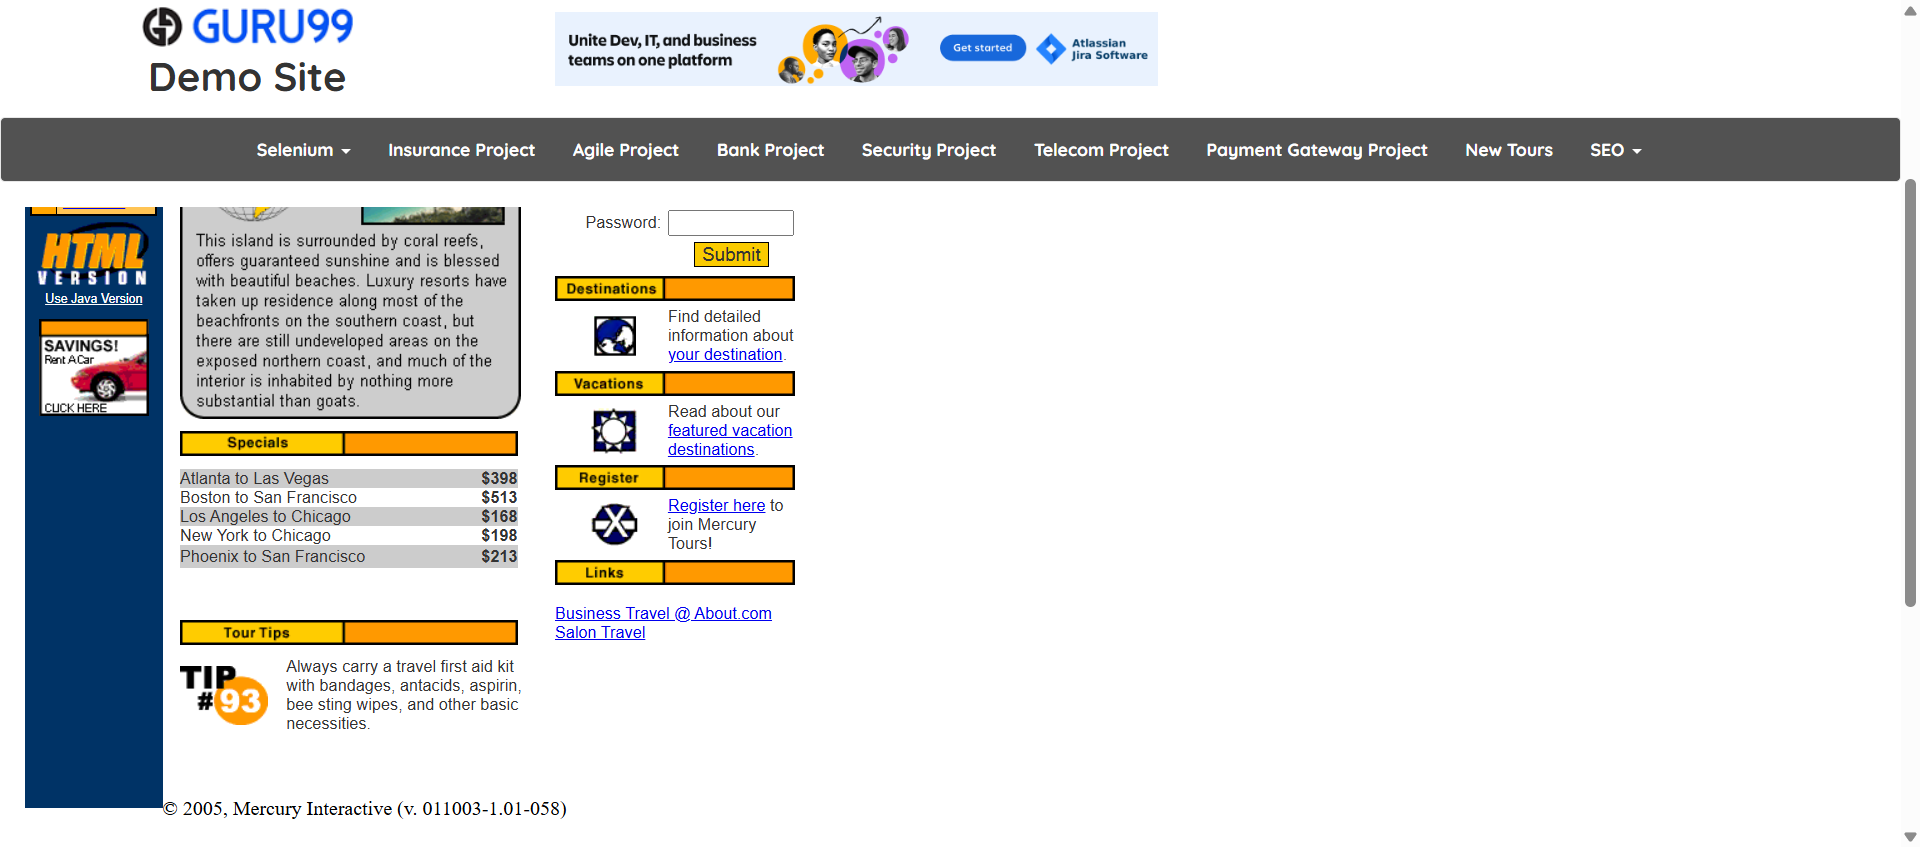 GURU99
Demo Site
Unite Dev, IT, and business
teams on one platform
Get started
Atlassian
Jira Software
Selenium
Insurance Project
Agile Project
Bank Project
Security Project
Telecom Project
Payment Gateway Project
New Tours
SEO
HTML
VERSION
Use Java Version
SAVINGS!
Rent A Car
CLICK HERE
This island is surrounded by coral reefs,
offers guaranteed sunshine and is blessed
with beautiful beaches. Luxury resorts have
taken up residence along most of the
beachfronts on the southern coast, but
there are still undeveloped areas on the
exposed northern coast, and much of the
interior is inhabited by nothing more
substantial than goats.
Specials
Atlanta to Las Vegas $398
Boston to San Francisco $513
Los Angeles to Chicago $168
New York to Chicago $198
Phoenix to San Francisco $213
Tour Tips
TIP
#93
Always carry a travel first aid kit
with bandages, antacids, aspirin,
bee sting wipes, and other basic
necessities.
Password:
Submit
Destinations
Find detailed
information about
your destination.
Vacations
Read about our
featured vacation
destinations.
Register
Register here to
join Mercury
Tours!
Links
Business Travel @ About.com
Salon Travel
© 2005, Mercury Interactive (v. 011003-1.01-058)